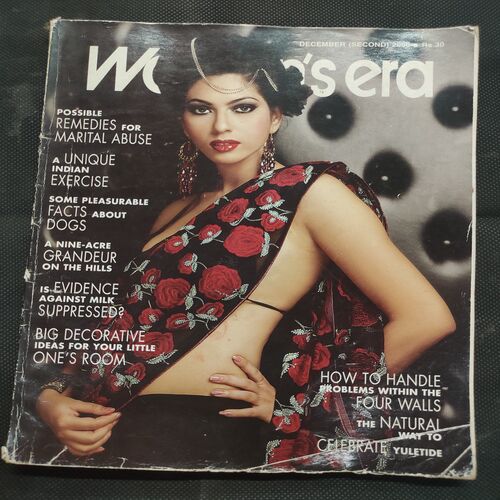 DECEMBER (SECOND) 2006 Rs. 30
Wo 's era
POSSIBLE
REMEDIES FOR
MARITAL ABUSE
A UNIQUE
INDIAN
EXERCISE
SOME PLEASURABLE
FACTS ABOUT
DOGS
A NINE-ACRE
GRANDEUR
ON THE HILLS
IS EVIDENCE
AGAINST MILK
SUPPRESSED?
BIG DECORATIVE
IDEAS FOR YOUR LITTLE
ONE'S ROOM
HOW TO HANDLE
PROBLEMS WITHIN THE
FOUR WALLS
THE NATURAL
WAY TO
CELEBRATE YULETIDE